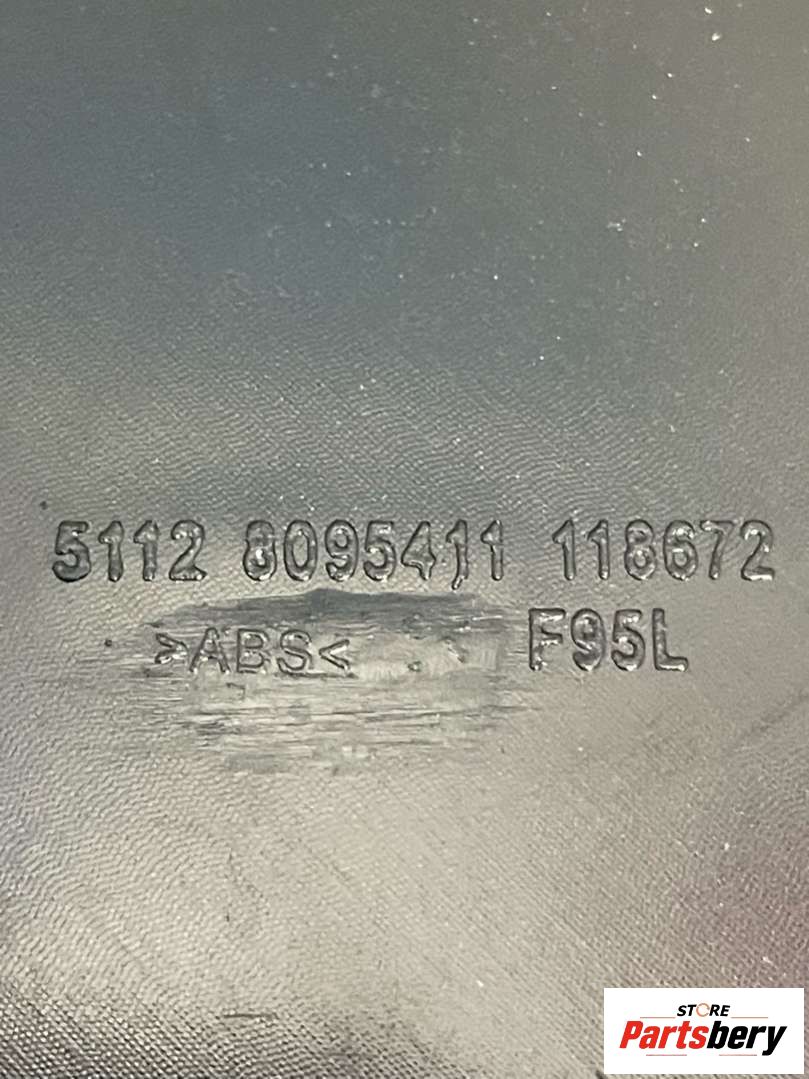 5112 8095411 118672
>ABS< F95L
STORE
Partsbery